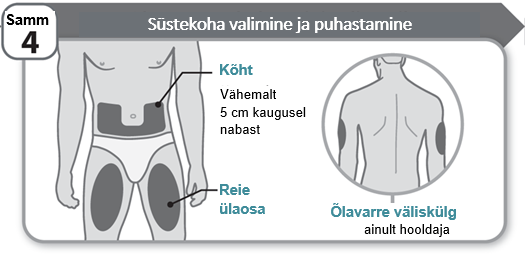 Samm
4
Süstekoha valimine ja puhastamine
Kõht
Vähemalt
5 cm kaugusel
nabast
Reie
ülaosa
Õlavarre väliskülg
ainult hooldaja